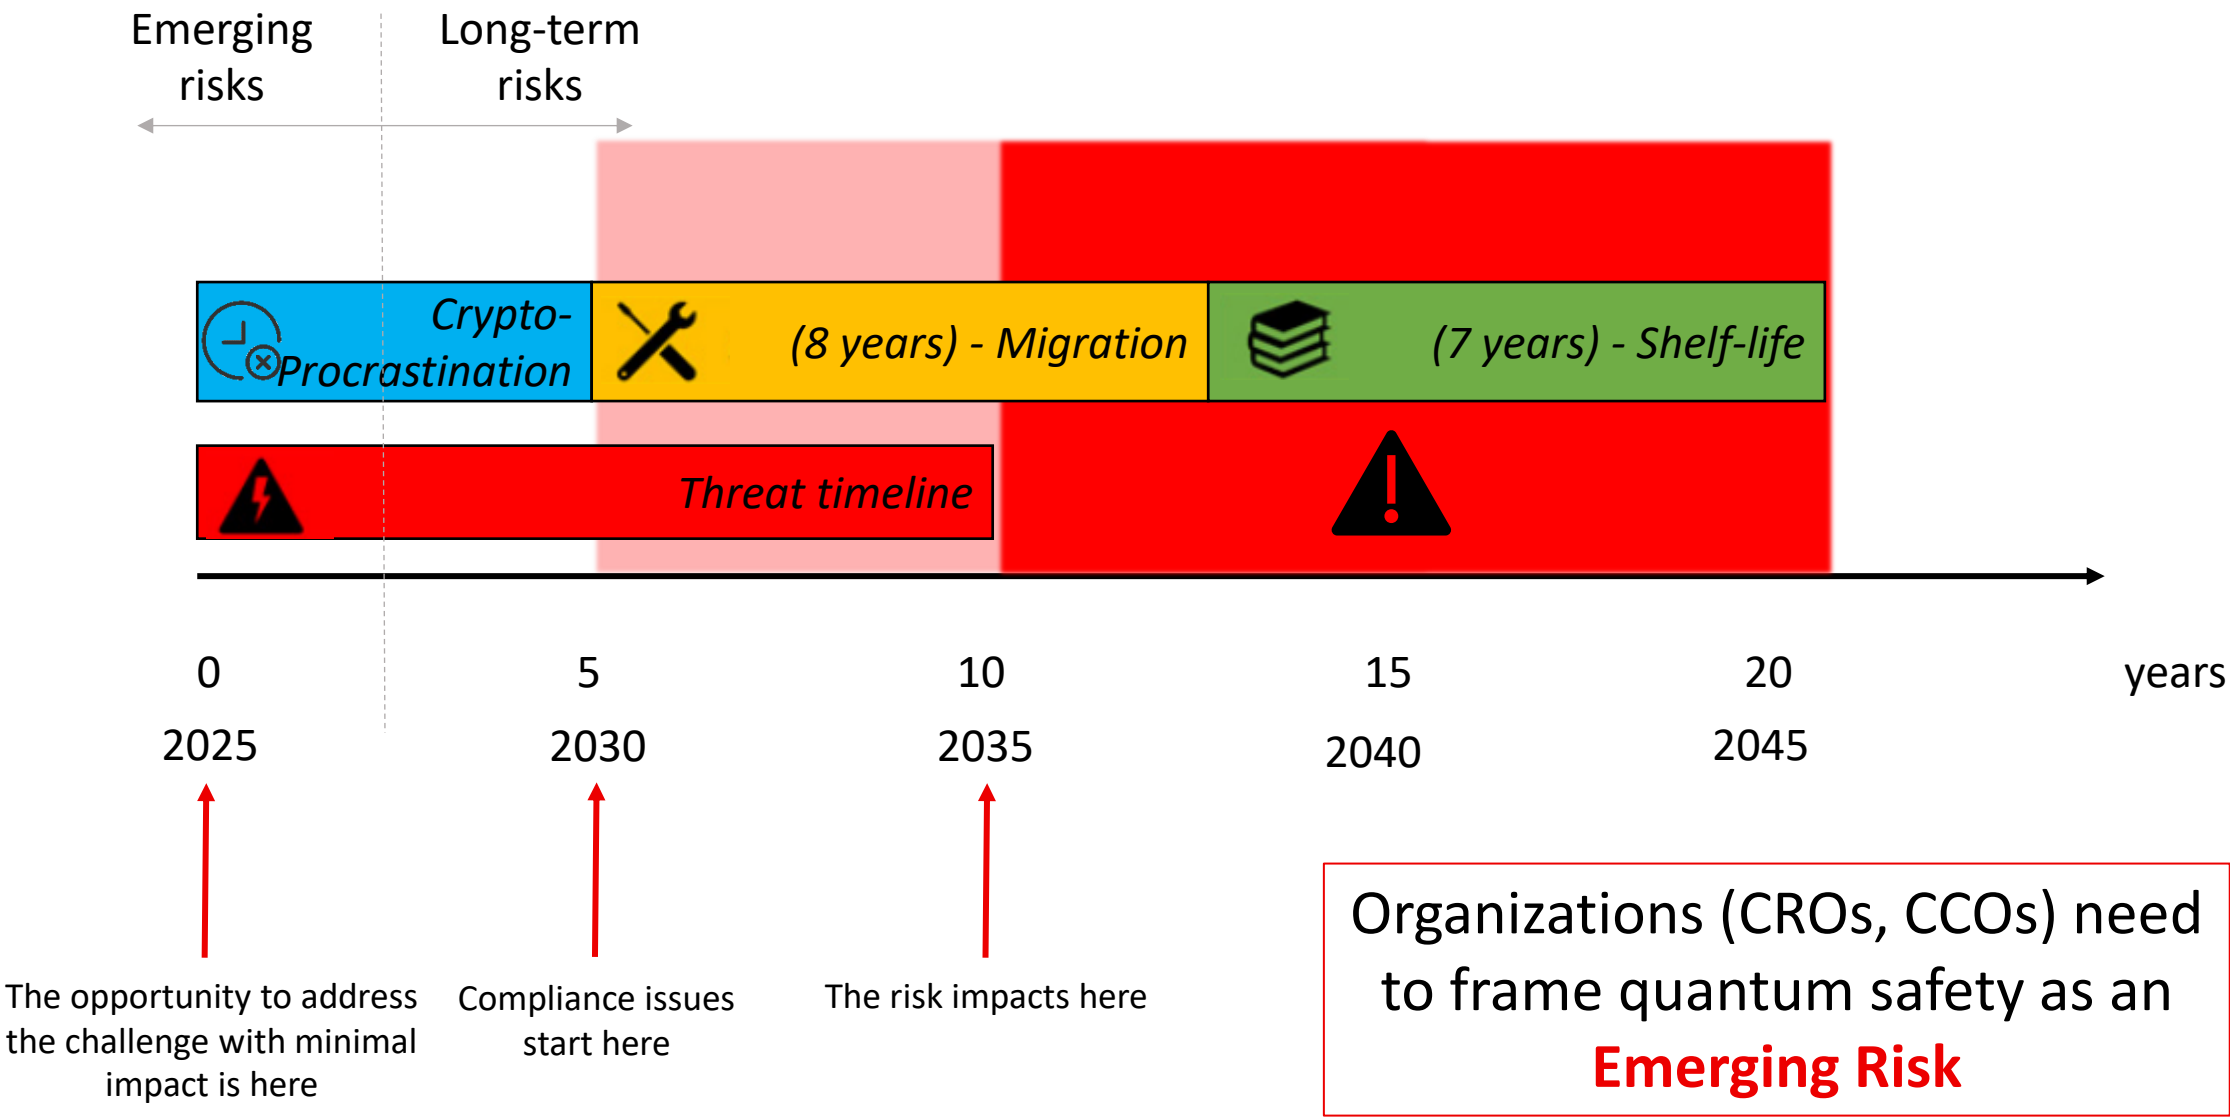 Emerging
risks
Long-term
risks
Crypto-
Procrastination
(8 years) - Migration
(7 years) - Shelf-life
Threat timeline
0
5
10
15
20
years
2025
2030
2035
2040
2045
The opportunity to address
the challenge with minimal
impact is here
Compliance issues
start here
The risk impacts here
Organizations (CROs, CCOs) need
to frame quantum safety as an
Emerging Risk